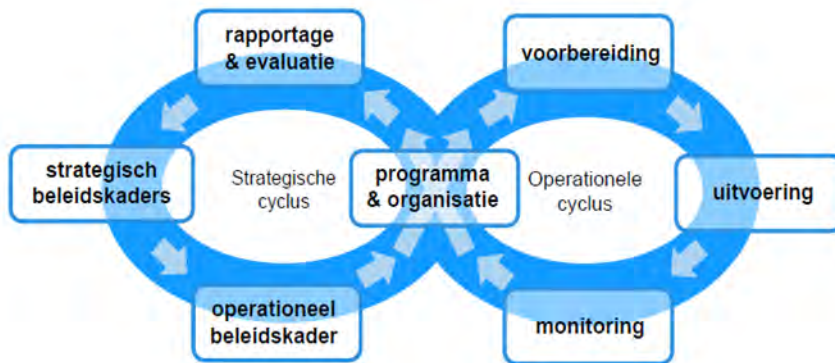 rapportage
& evaluatie
voorbereiding
strategisch
beleidskaders
Strategische
cyclus
programma
& organisatie
Operationele
cyclus
uitvoering
operationeel
beleidskader
monitoring